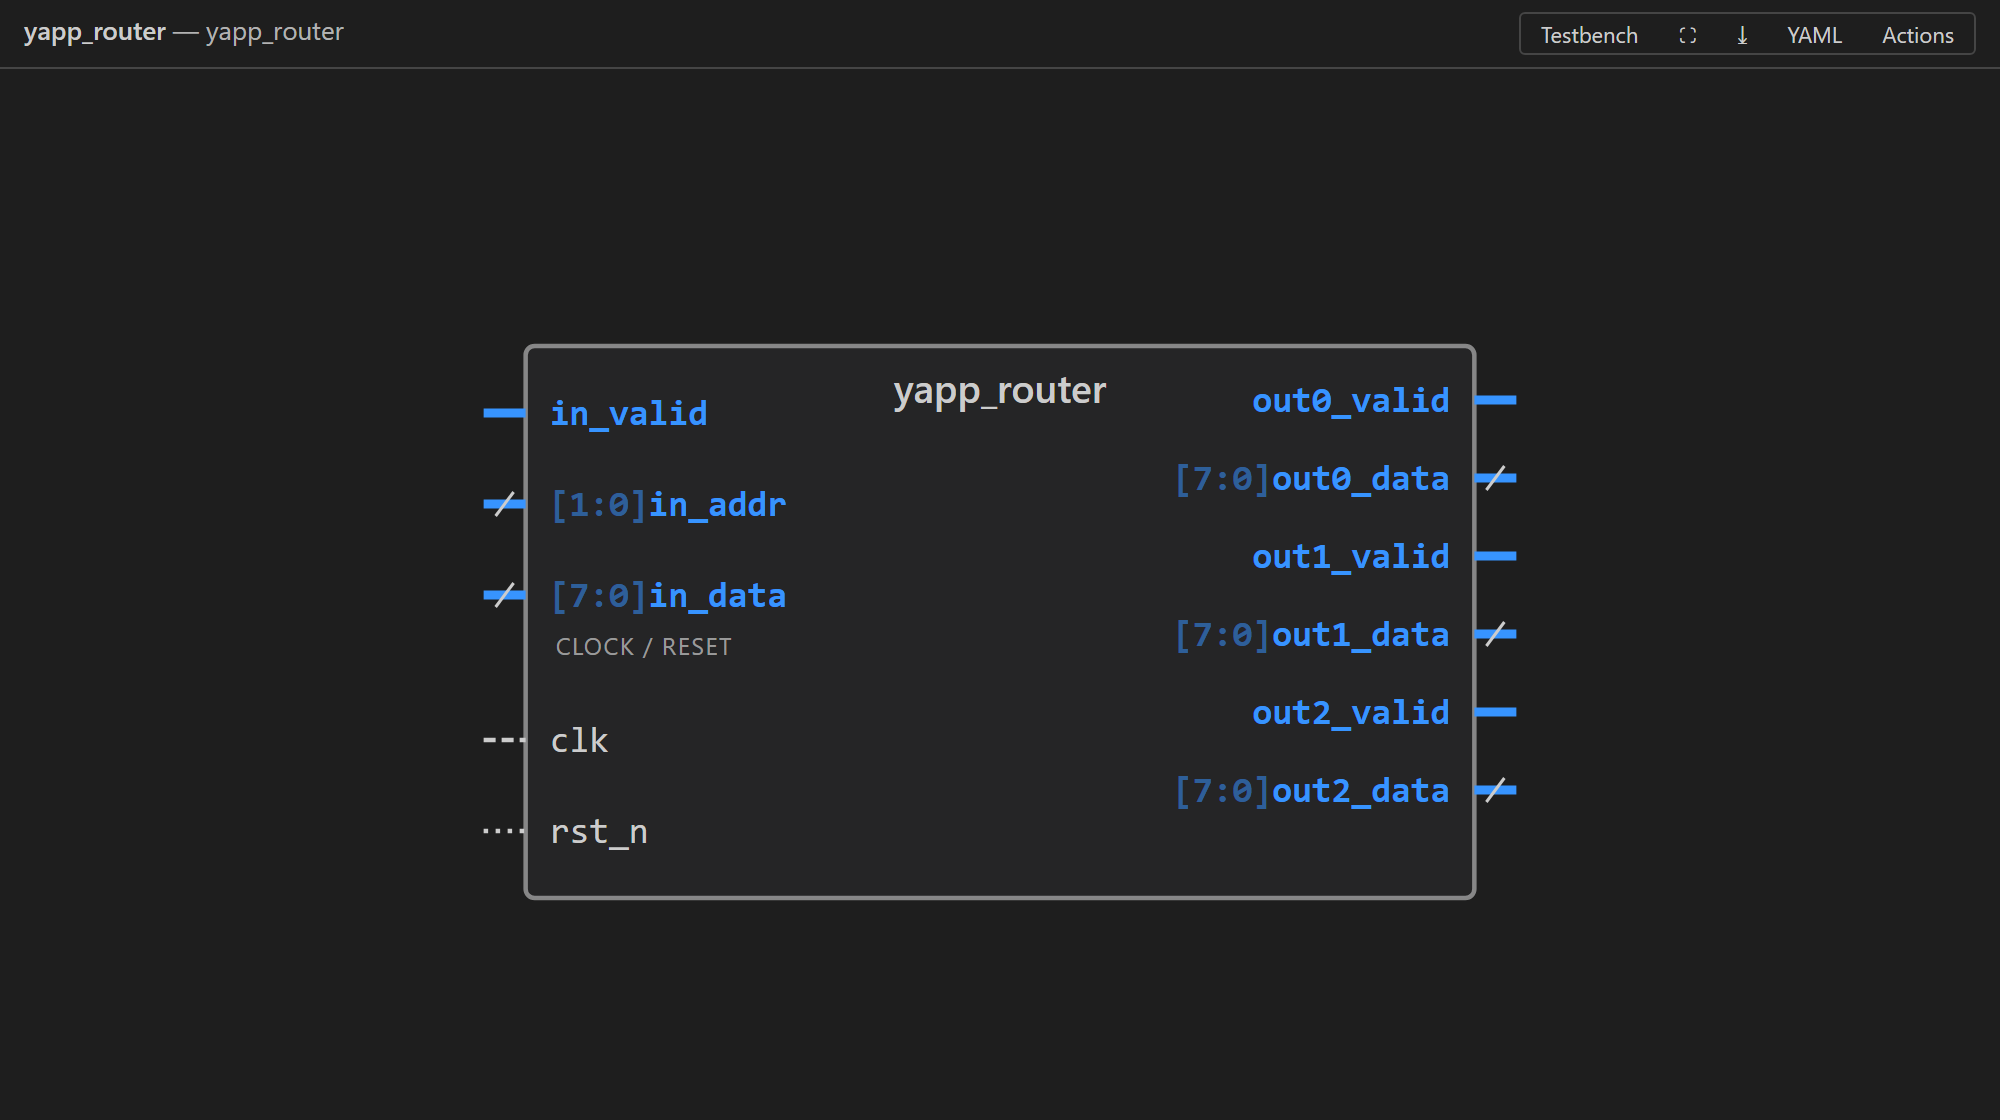 yapp_router — yapp_router
Testbench
YAML
Actions
yapp_router
in_valid
[1:0]in_addr
[7:0]in_data
CLOCK / RESET
clk
rst_n
out0_valid
[7:0]out0_data
out1_valid
[7:0]out1_data
out2_valid
[7:0]out2_data